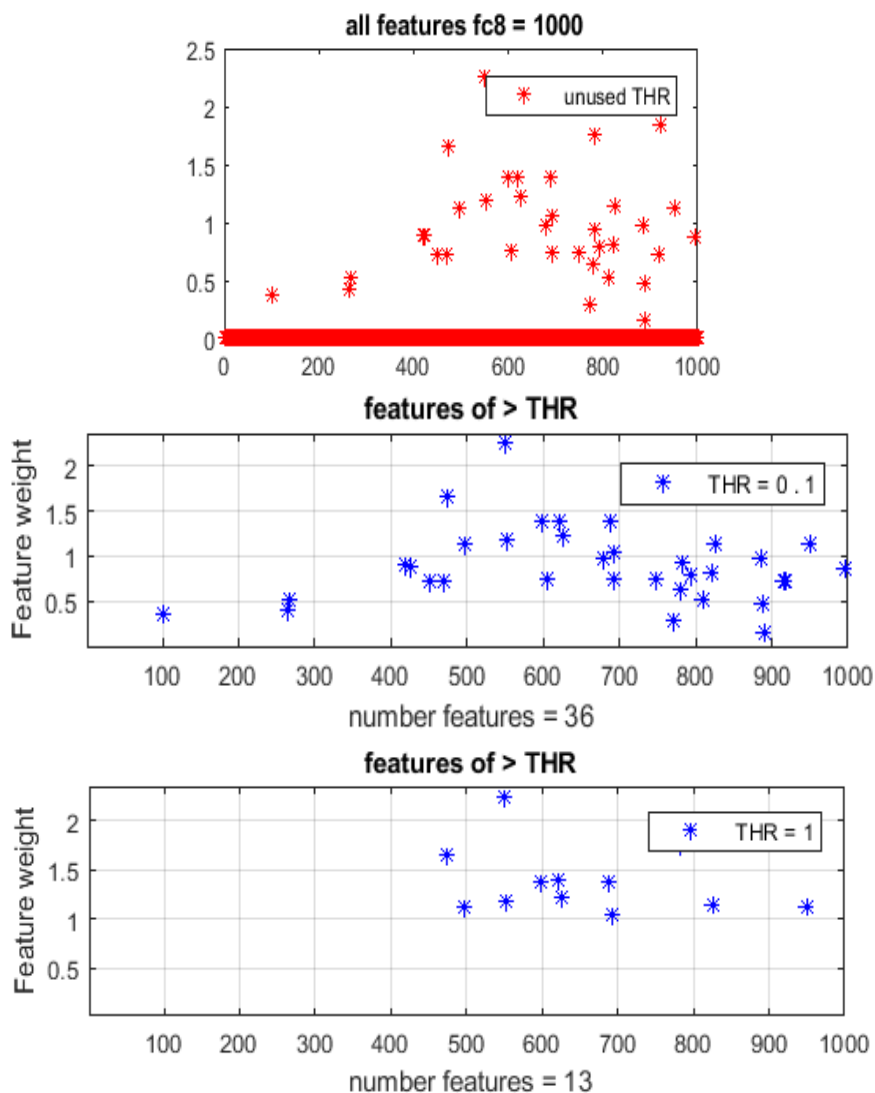 all features fc8 = 1000
2.5
2
1.5
1
0.5
0
unused THR
0 200 400 600 800 1000
features of > THR
Feature weight
2
1.5
1
0.5
THR = 0 . 1
100 200 300 400 500 600 700 800 900 1000
number features = 36
features of > THR
Feature weight
2
1.5
1
0.5
THR = 1
100 200 300 400 500 600 700 800 900 1000
number features = 13